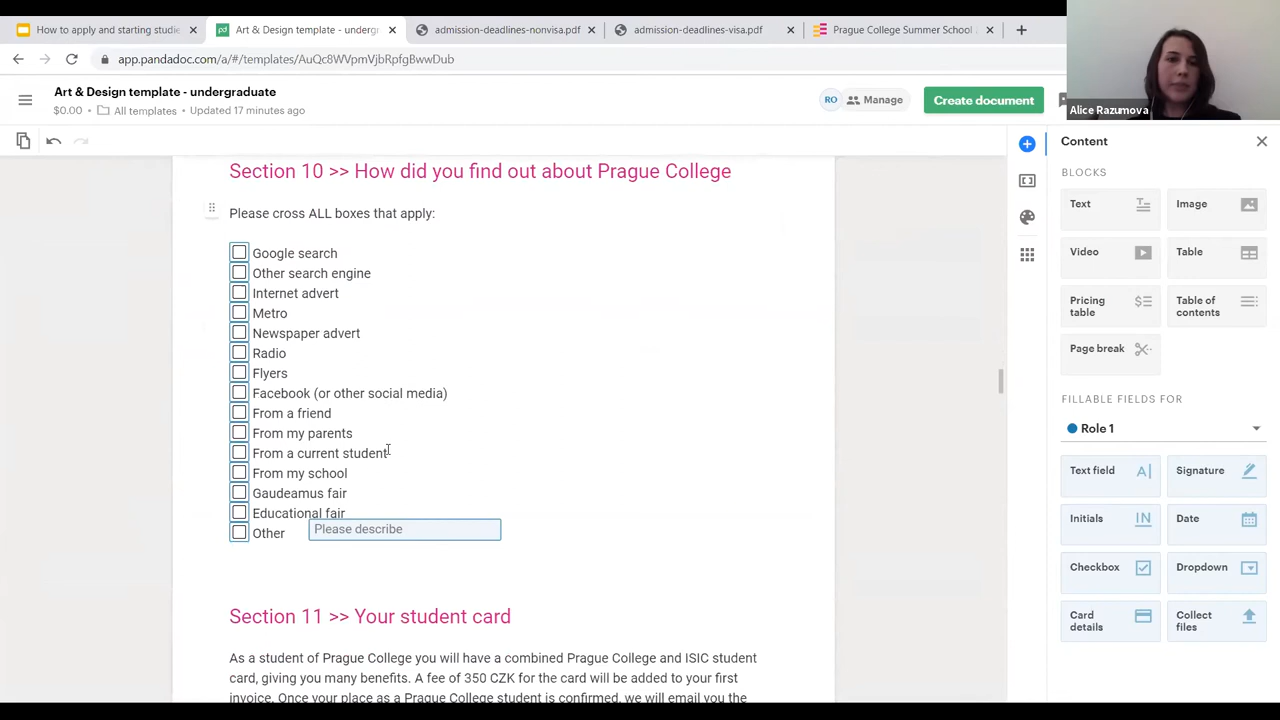 How to apply and starting studie
Art & Design template - underg
admission-deadlines-nonvisa.pdf
admission-deadlines-visa.pdf
Prague College Summer School
app.pandadoc.com/a/#/templates/AuQc8WVpmVjbRpfgBwwDub
Alice Razumova
Art & Design template - undergraduate
$0.00 All templates Updated 17 minutes ago
RO Manage
Create document
Content
BLOCKS
Text
Image
Video
Table
Pricing table
Table of contents
Page break
FILLABLE FIELDS FOR
Role 1
Text field
Signature
Initials
Date
Checkbox
Dropdown
Card details
Collect files
Section 10 >> How did you find out about Prague College
Please cross ALL boxes that apply:
Google search
Other search engine
Internet advert
Metro
Newspaper advert
Radio
Flyers
Facebook (or other social media)
From a friend
From my parents
From a current student
From my school
Gaudeamus fair
Educational fair
Other Please describe
Section 11 >> Your student card
As a student of Prague College you will have a combined Prague College and ISIC student
card, giving you many benefits. A fee of 350 CZK for the card will be added to your first
invoice. Once your place as a Prague College student is confirmed, we will email you the